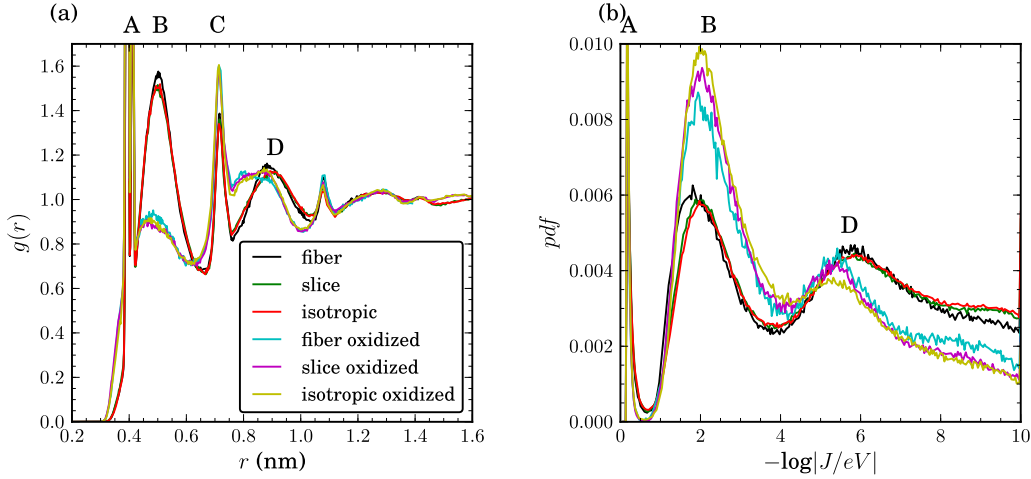 (a)
A B C
D
g(r)
1.6
1.4
1.2
1.0
0.8
0.6
0.4
0.2
0.0
fiber
slice
isotropic
fiber oxidized
slice oxidized
isotropic oxidized
0.2 0.4 0.6 0.8 1.0 1.2 1.4 1.6
r (nm)
(b)
A B
D
pdf
0.010
0.008
0.006
0.004
0.002
0.000
0 2 4 6 8 10
−log|J/eV|